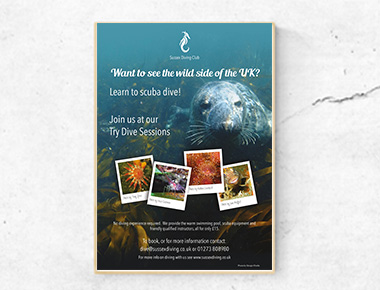 Sussex Diving Club
Want to see the wild side of the UK?
Learn to scuba dive!
Join us at our
Try Dive Sessions
No diving experience required. We provide the warm swimming pool, scuba equipment and
friendly qualified instructors, all for only £15.
To book, or for more information contact:
dive@sussexdiving.co.uk or 01273 808980
For more info on diving with us see www.sussexdiving.co.uk